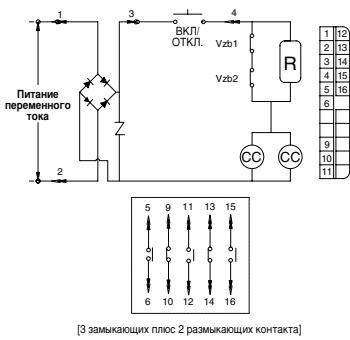 1
3
4
ВКЛ/
ОТКЛ.
Vzb1
Vzb2
R
Питание
переменного
тока
2
CC
CC
1 12
2 13
3 14
4 15
5 16
6
9
10
11
5 9 11 13 15
6 10 12 14 16
[3 замыкающих плюс 2 размыкающих контакта]